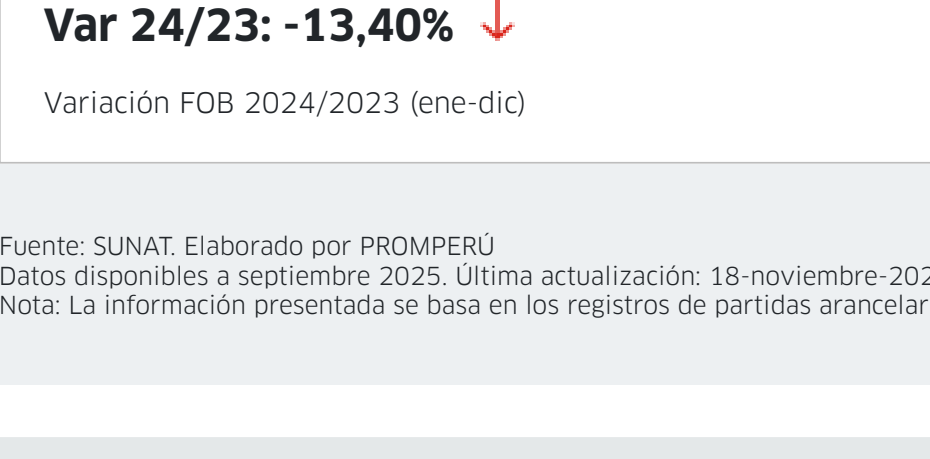 Var 24/23: -13,40%
Variación FOB 2024/2023 (ene-dic)
Fuente: SUNAT. Elaborado por PROMPERÚ
Datos disponibles a septiembre 2025. Última actualización: 18-noviembre-202
Nota: La información presentada se basa en los registros de partidas arancelar